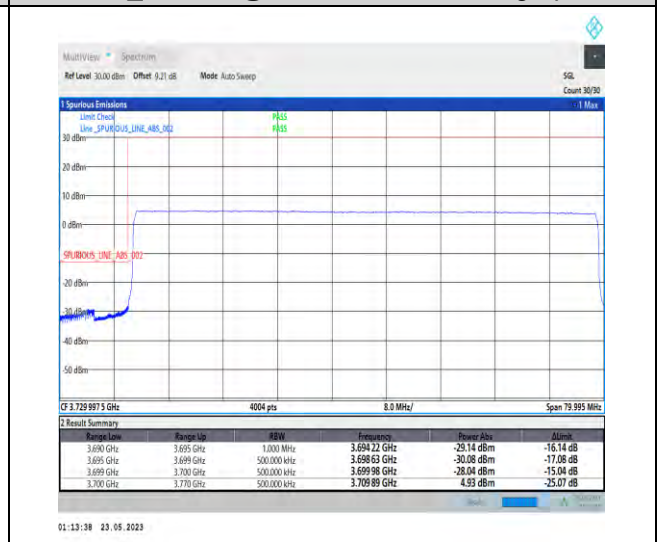 MultiView Spectrum
Ref Level 30.00 dBm Offset 9.21 dB Mode Auto Sweep SGL
Count 30/30
1 Spurious Emissions 1 Max
Limit Check PASS
Line _SPURIOUS_LINE_ABS_002 PASS
30 dBm
20 dBm
10 dBm
0 dBm
SPURIOUS_LINE_ABS_002
-20 dBm
-30 dBm
-40 dBm
-50 dBm
CF 3.729 997 5 GHz 4004 pts 8.0 MHz/ Span 79.995 MHz
2 Result Summary
Range Low Range Up RBW Frequency Power Abs ΔLimit
3.690 GHz 3.695 GHz 1.000 MHz 3.694 22 GHz -29.14 dBm -16.14 dB
3.695 GHz 3.699 GHz 500.000 kHz 3.698 63 GHz -30.08 dBm -17.08 dB
3.699 GHz 3.700 GHz 500.000 kHz 3.699 98 GHz -28.04 dBm -15.04 dB
3.700 GHz 3.770 GHz 500.000 kHz 3.709 89 GHz 4.93 dBm -25.07 dB
01:13:38 23.05.2023